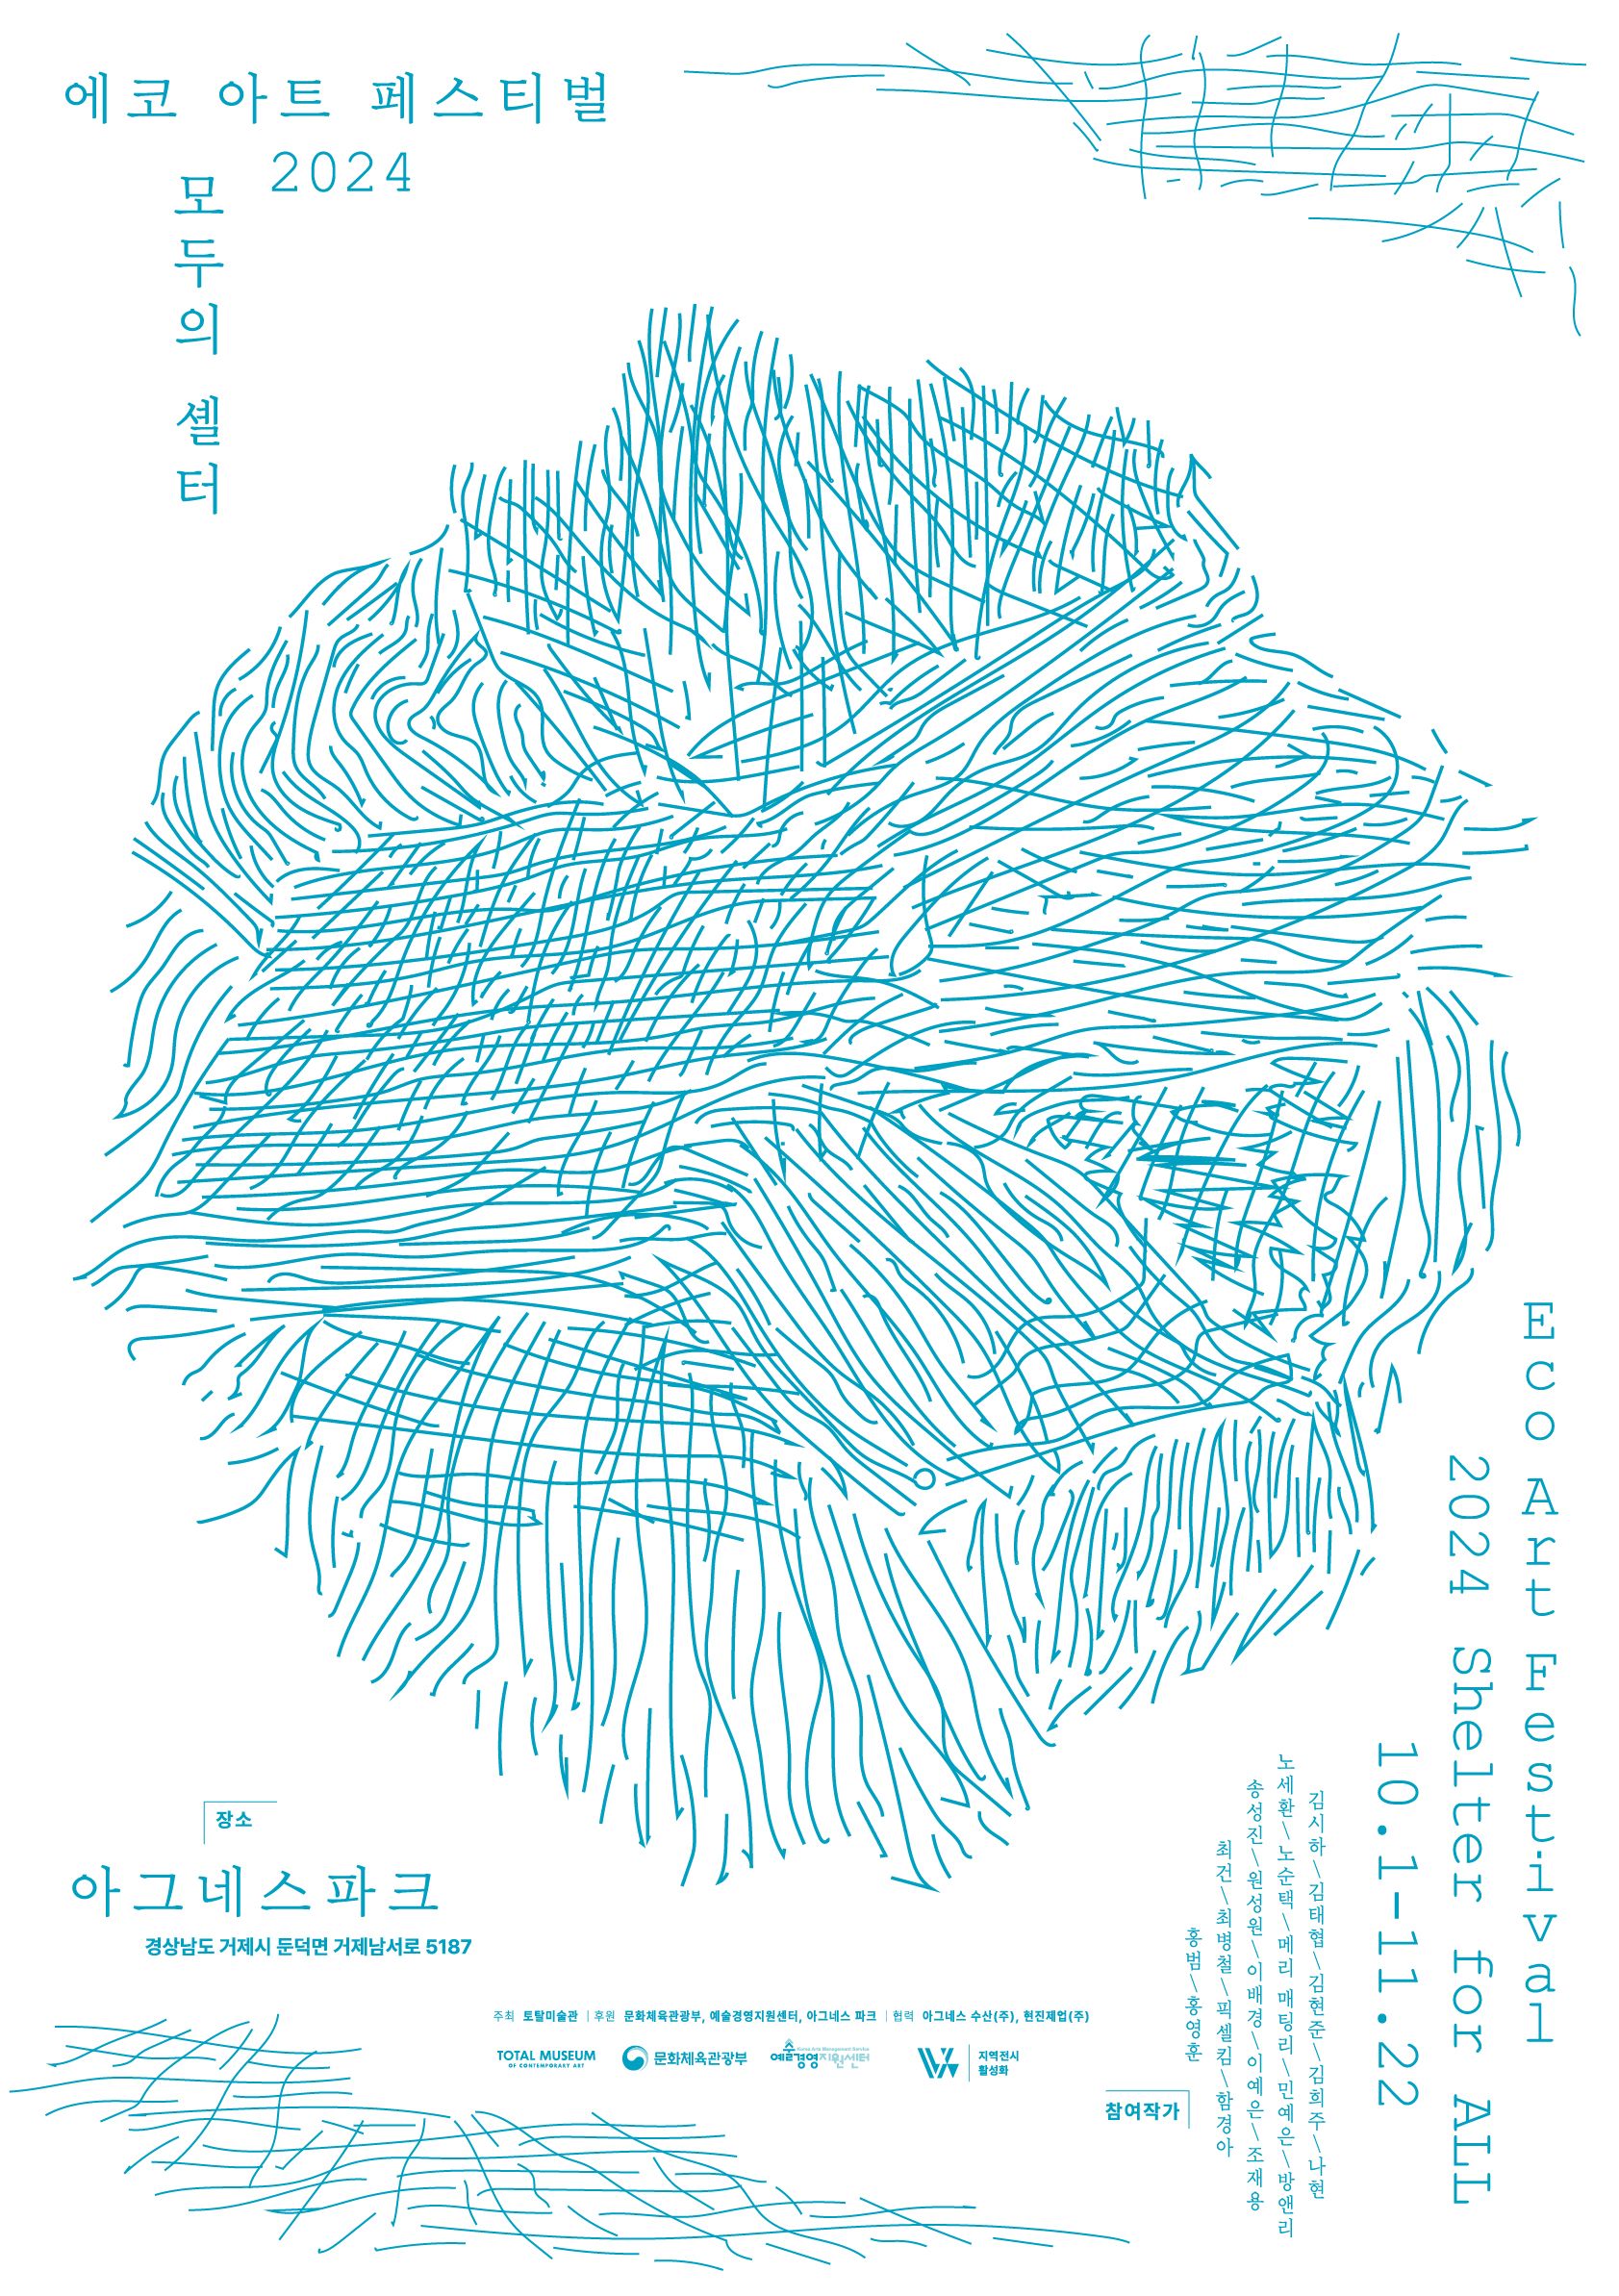 에코 아트 페스티벌
2024
모두의 셸터
Eco Art Festival
2024 Shelter for ALL
10.1-11.22
김시하\김태협\김현준\김희주\나현
노세환\노순택\메리 매팅리\민예은\방앤리
송성진\원성원\이배경\이예은\조재용
최건\최병철\픽셀킴\함경아
홍범\홍영훈
참여작가
장소
아그네스파크
경상남도 거제시 둔덕면 거제남서로 5187
주최 토탈미술관 | 후원 문화체육관광부, 예술경영지원센터, 아그네스 파크 | 협력 아그네스 수산(주), 현진제업(주)
TOTAL MUSEUM
OF CONTEMPORARY ART
문화체육관광부
Korea Arts Management Service
예술경영지원센터
지역전시
활성화